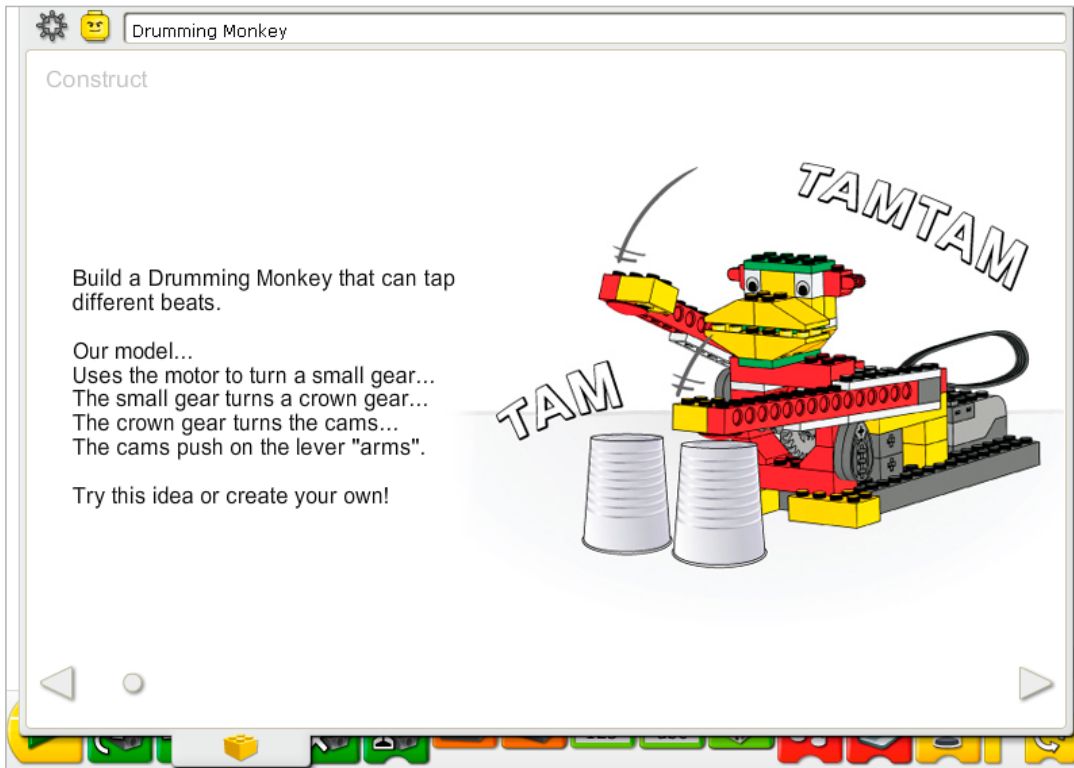 Drumming Monkey
Construct
TAMTAM
Build a Drumming Monkey that can tap
different beats.
Our model...
Uses the motor to turn a small gear...
The small gear turns a crown gear...
The crown gear turns the cams...
The cams push on the lever "arms".
Try this idea or create your own!
TAM